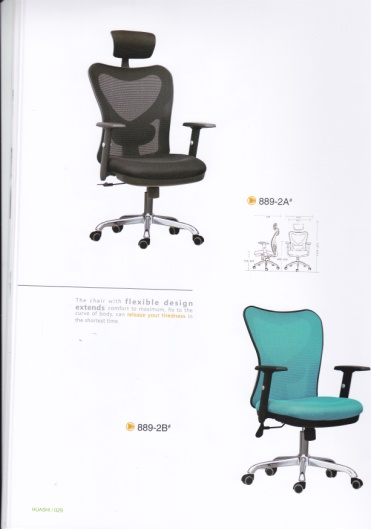 889-2A#
The chair with flexible design
extends comfort to maximum, fix to the
curve of body, can release your tiredness in
the shortest time.
889-2B#